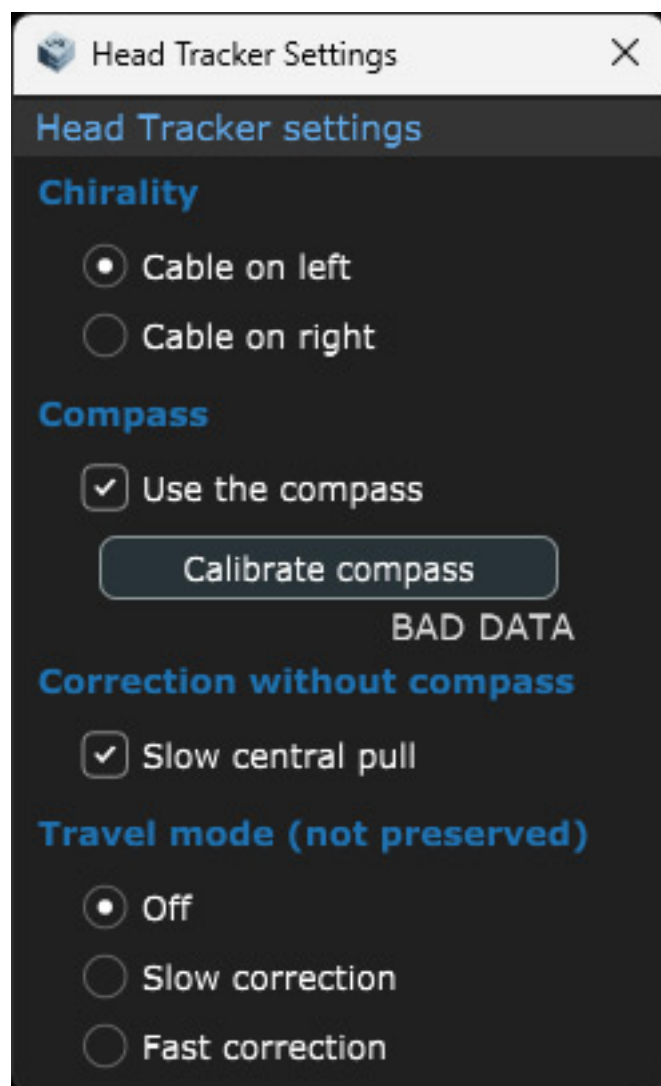 Head Tracker Settings
Head Tracker settings
Chirality
Cable on left
Cable on right
Compass
Use the compass
Calibrate compass
BAD DATA
Correction without compass
Slow central pull
Travel mode (not preserved)
Off
Slow correction
Fast correction